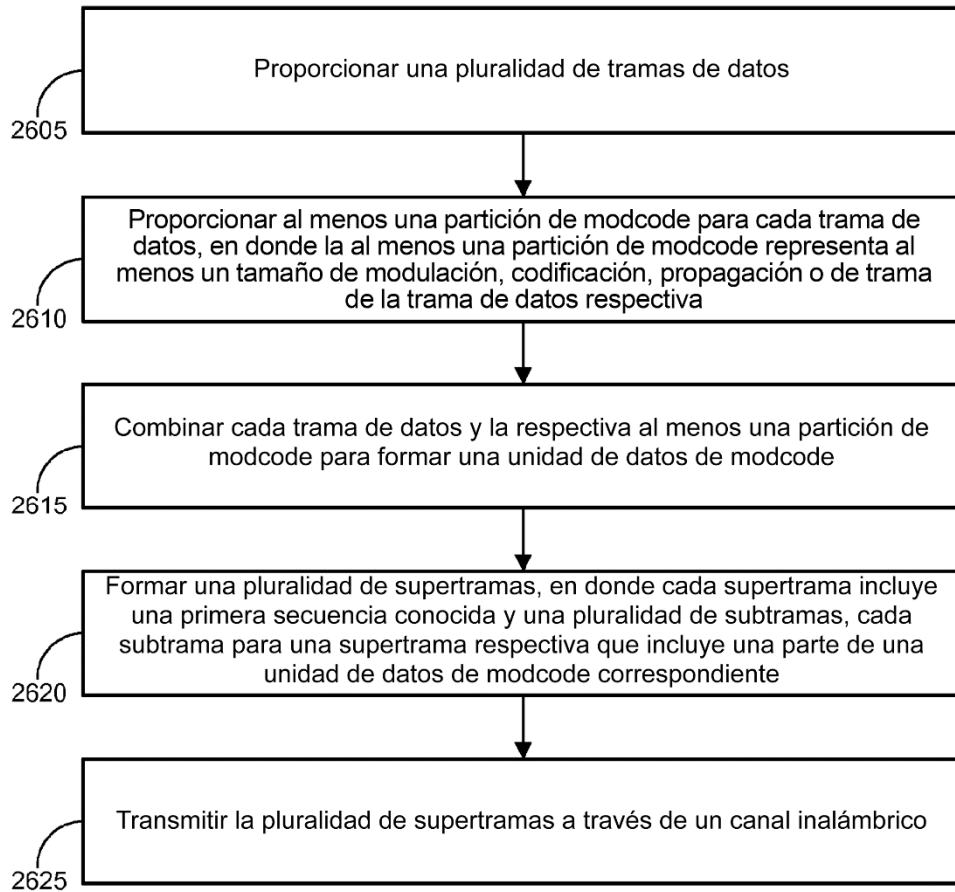 Proporcionar una pluralidad de tramas de datos
2605
Proporcionar al menos una partición de modcode para cada trama de
datos, en donde la al menos una partición de modcode representa al
menos un tamaño de modulación, codificación, propagación o de trama
de la trama de datos respectiva
2610
Combinar cada trama de datos y la respectiva al menos una partición de
modcode para formar una unidad de datos de modcode
2615
Formar una pluralidad de supertramas, en donde cada supertrama incluye
una primera secuencia conocida y una pluralidad de subtramas, cada
subtrama para una supertrama respectiva que incluye una parte de una
unidad de datos de modcode correspondiente
2620
Transmitir la pluralidad de supertramas a través de un canal inalámbrico
2625